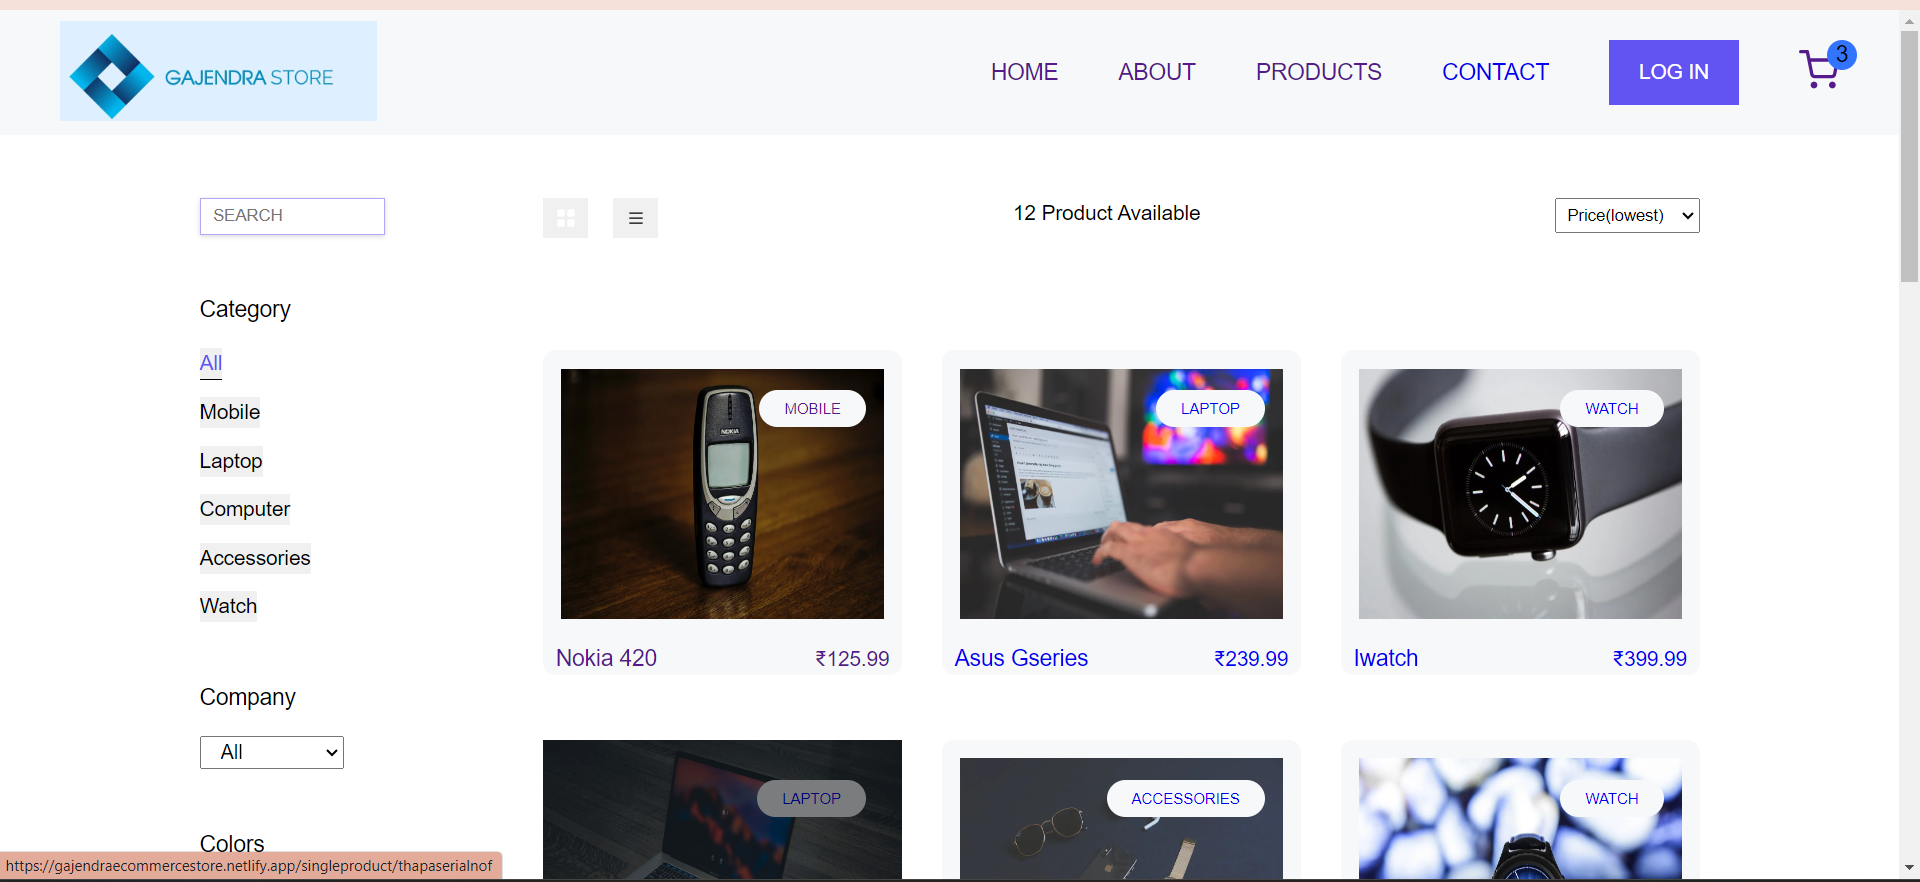 GAJENDRA STORE
HOME ABOUT PRODUCTS CONTACT LOG IN 3
SEARCH
12 Product Available
Price(lowest)
Category
All
Mobile
Laptop
Computer
Accessories
Watch
Company
All
Colors
MOBILE
NOKIA
Nokia 420 ₹125.99
LAPTOP
Asus Gseries ₹239.99
WATCH
Iwatch ₹399.99
LAPTOP
ACCESSORIES
WATCH
https://gajendraecommercestore.netlify.app/singleproduct/thapaserialnof